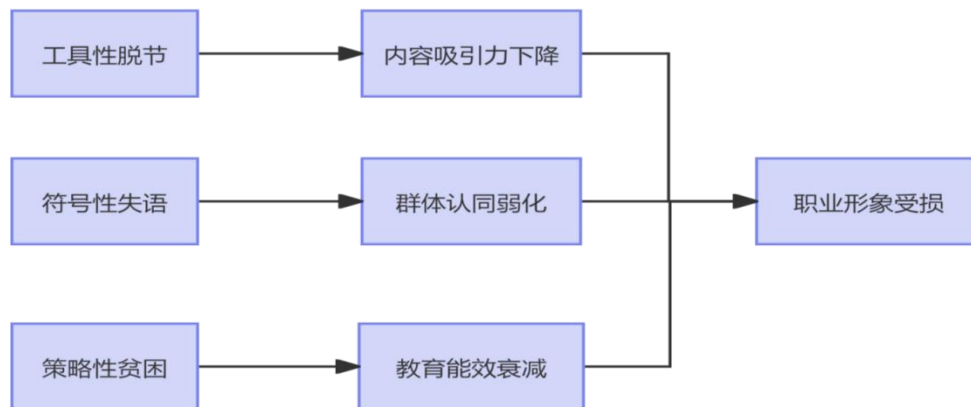 工具性脱节
内容吸引力下降
符号性失语
群体认同弱化
职业形象受损
策略性贫困
教育能效衰减